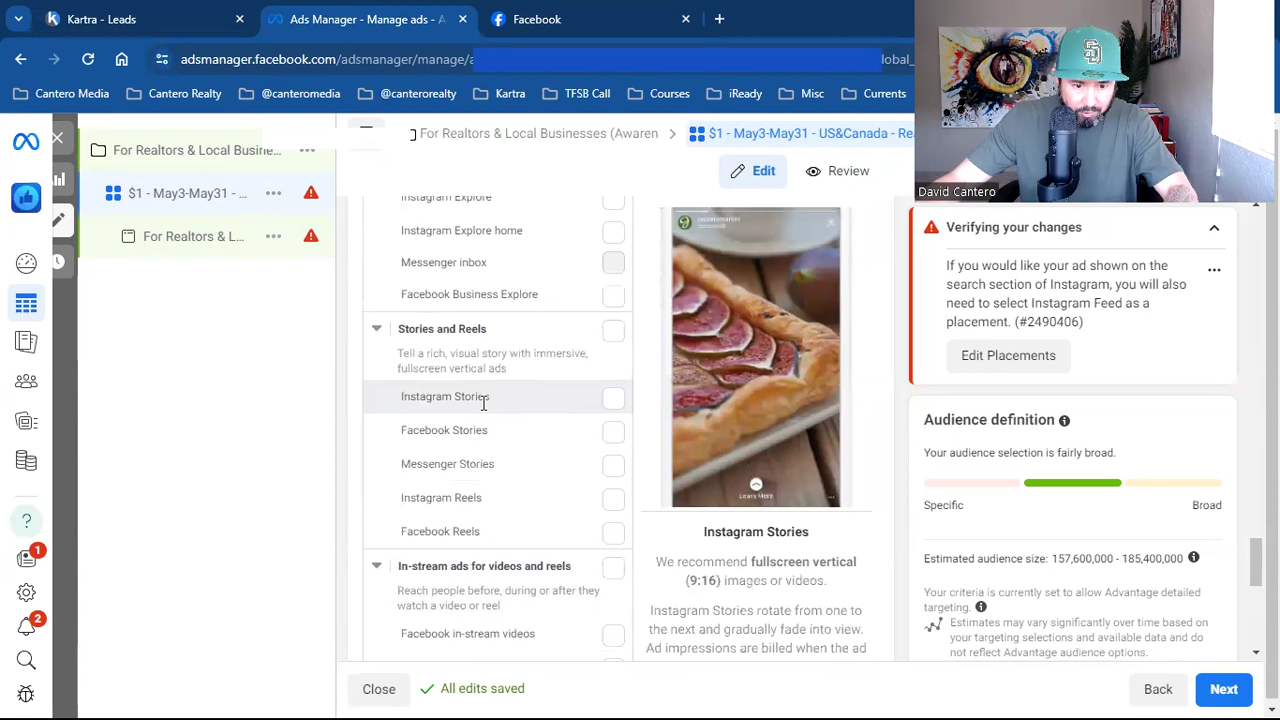 Kartra - Leads
Ads Manager - Manage ads - A
Facebook
adsmanager.facebook.com/adsmanager/manage/a
lobal_
Cantero Media
Cantero Realty
@canteromedia
@canterorealty
Kartra
TFSB Call
Courses
iReady
Misc
Currents
SD
David Cantero
For Realtors & Local Busine...
For Realtors & Local Businesses (Awaren
$1 - May3-May31 - US&Canada - Rea
Edit
Review
$1 - May3-May31 - ...
For Realtors & L...
Instagram Explore
Instagram Explore home
Messenger inbox
Facebook Business Explore
Stories and Reels
Tell a rich, visual story with immersive,
fullscreen vertical ads
Instagram Stories
Facebook Stories
Messenger Stories
Instagram Reels
Facebook Reels
In-stream ads for videos and reels
Reach people before, during or after they
watch a video or reel
Facebook in-stream videos
Learn More
Instagram Stories
We recommend fullscreen vertical
(9:16) images or videos.
Instagram Stories rotate from one to
the next and gradually fade into view.
Ad impressions are billed when the ad
Verifying your changes
If you would like your ad shown on the
search section of Instagram, you will also
need to select Instagram Feed as a
placement. (#2490406)
Edit Placements
Audience definition
Your audience selection is fairly broad.
Specific
Broad
Estimated audience size: 157,600,000 - 185,400,000
Your criteria is currently set to allow Advantage detailed
targeting.
Estimates may vary significantly over time based on
your targeting selections and available data and do
not reflect Advantage audience options.
1
2
Close
All edits saved
Back
Next